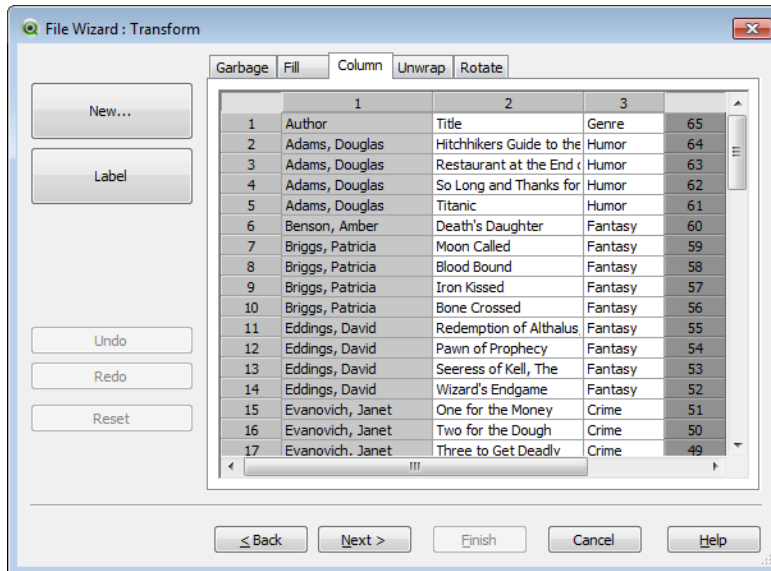 File Wizard : Transform
Garbage Fill Column Unwrap Rotate
New...
Label
Undo
Redo
Reset
1 2 3
1 Author Title Genre 65
2 Adams, Douglas Hitchhikers Guide to the Humor 64
3 Adams, Douglas Restaurant at the End Humor 63
4 Adams, Douglas So Long and Thanks for Humor 62
5 Adams, Douglas Titanic Humor 61
6 Benson, Amber Death's Daughter Fantasy 60
7 Briggs, Patricia Moon Called Fantasy 59
8 Briggs, Patricia Blood Bound Fantasy 58
9 Briggs, Patricia Iron Kissed Fantasy 57
10 Briggs, Patricia Bone Crossed Fantasy 56
11 Eddings, David Redemption of Althalus, Fantasy 55
12 Eddings, David Pawn of Prophecy Fantasy 54
13 Eddings, David Seeress of Kell, The Fantasy 53
14 Eddings, David Wizard's Endgame Fantasy 52
15 Evanovich, Janet One for the Money Crime 51
16 Evanovich, Janet Two for the Dough Crime 50
17 Evanovich, Janet Three to Get Deadly Crime 49
< Back Next > Finish Cancel Help